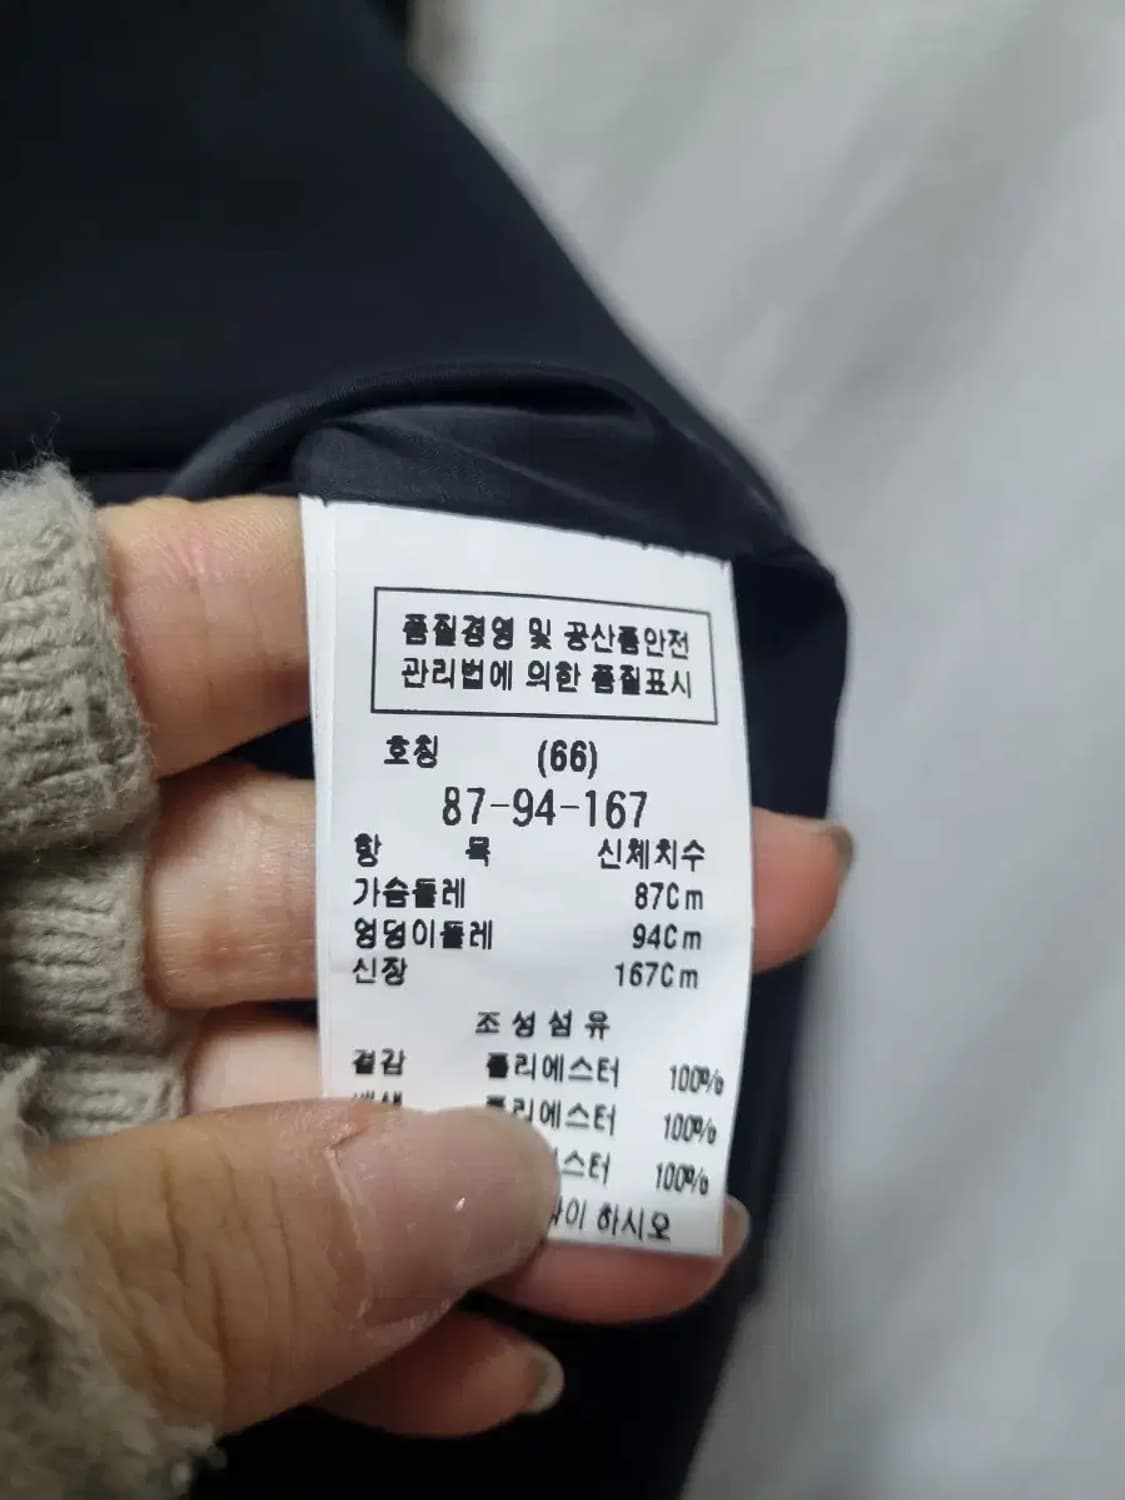 품질경영 및 공산품안전
관리법에 의한 품질표시
호칭 (66)
87-94-167
항 목 신체치수
가슴둘레 87Cm
엉덩이둘레 94Cm
신장 167Cm
조성섬유
겉감 폴리에스터 100%
폴리에스터 100%
100%
하시오